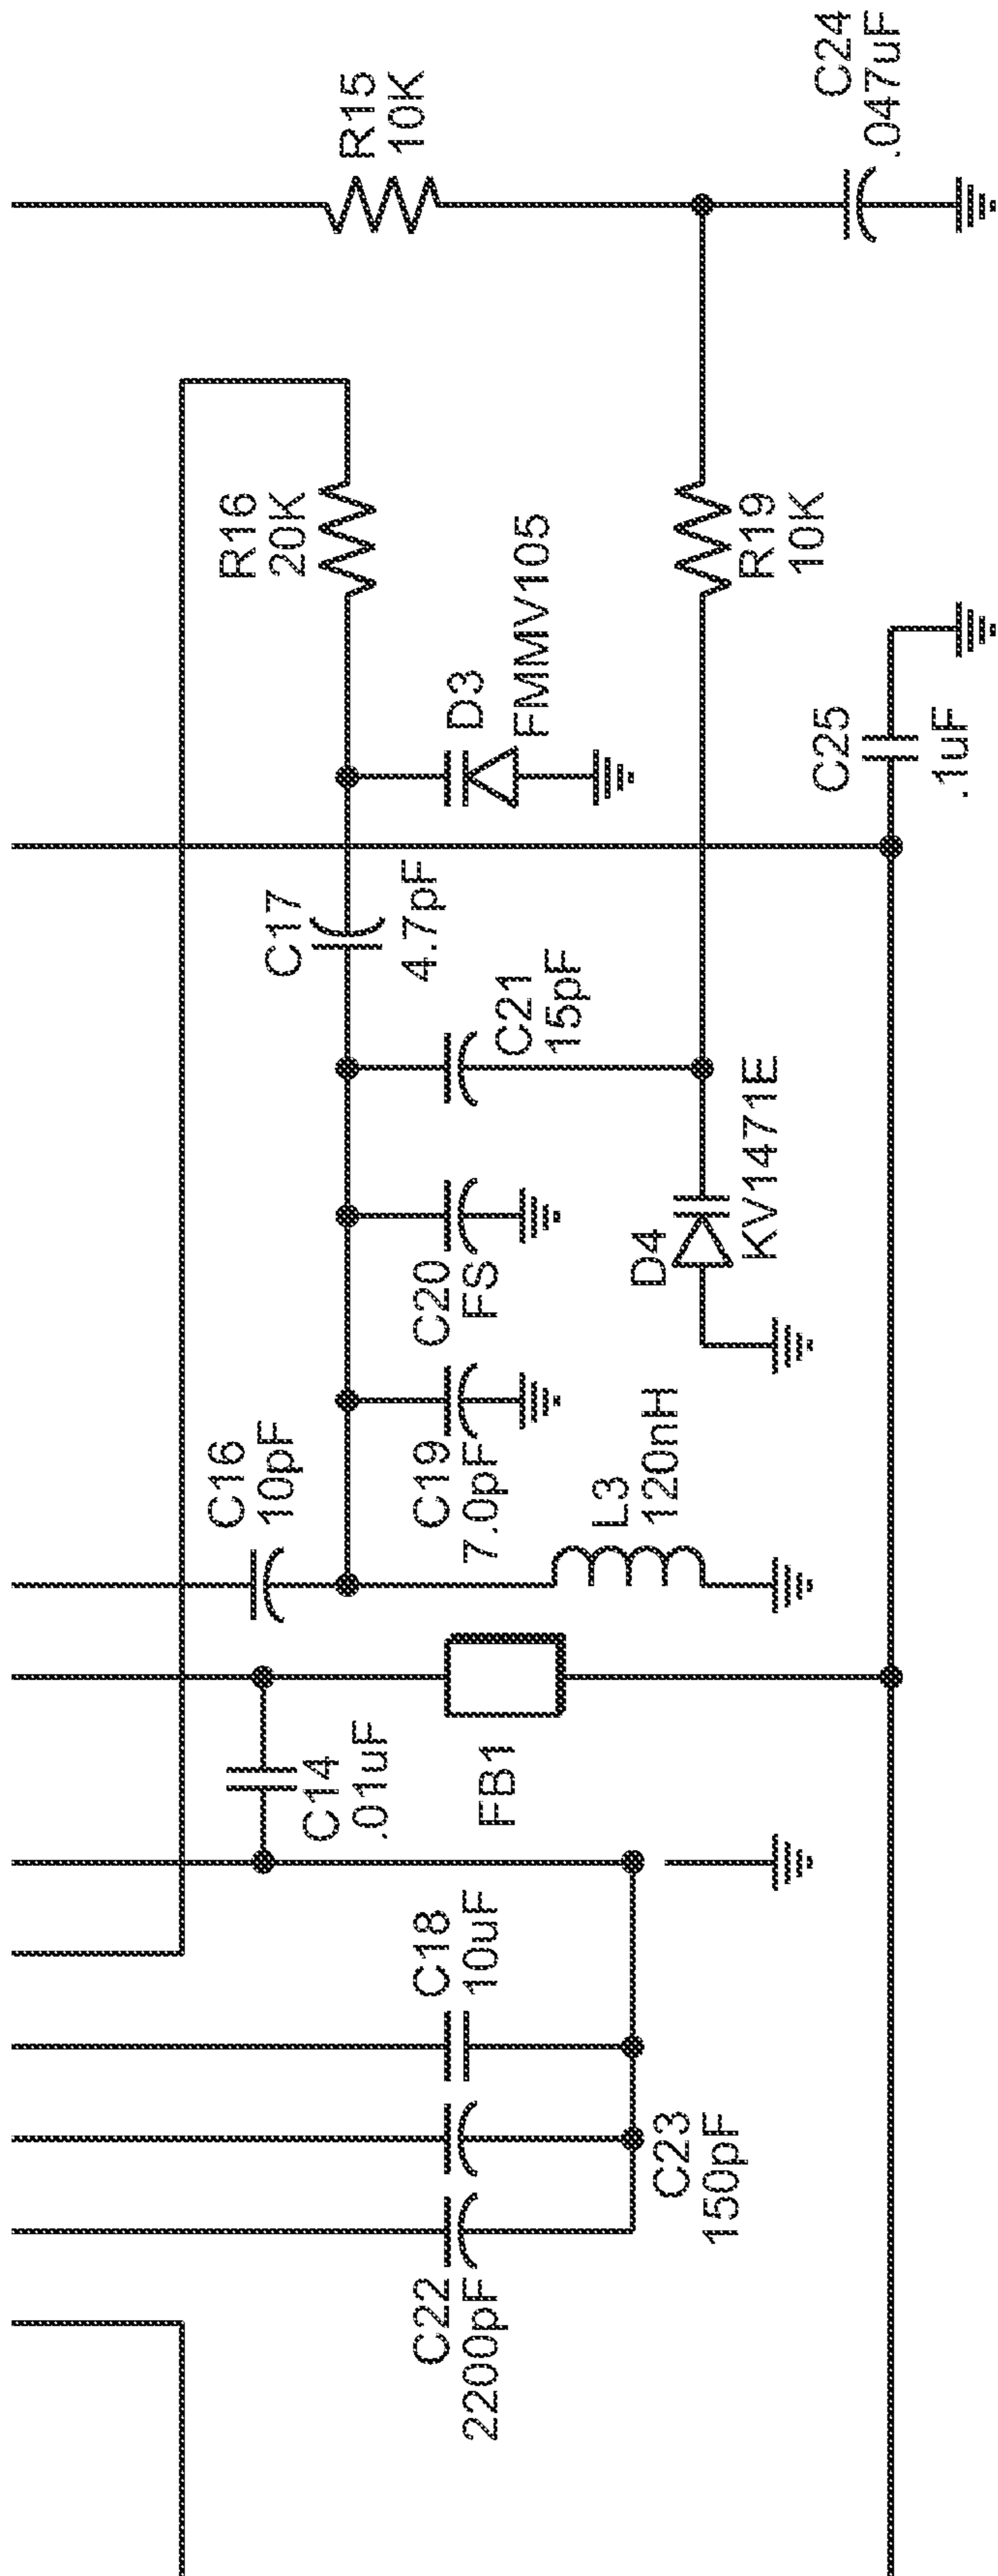 R15
10K
C24
.047uF
R16
20K
D3
FMMV105
R19
10K
C25
.1uF
C17
4.7pF
C21
15pF
C20
FS
D4
KV1471E
C16
10pF
C19
7.0pF
L3
120nH
C14
.01uF
FB1
C18
10uF
C23
150pF
C22
2200pF